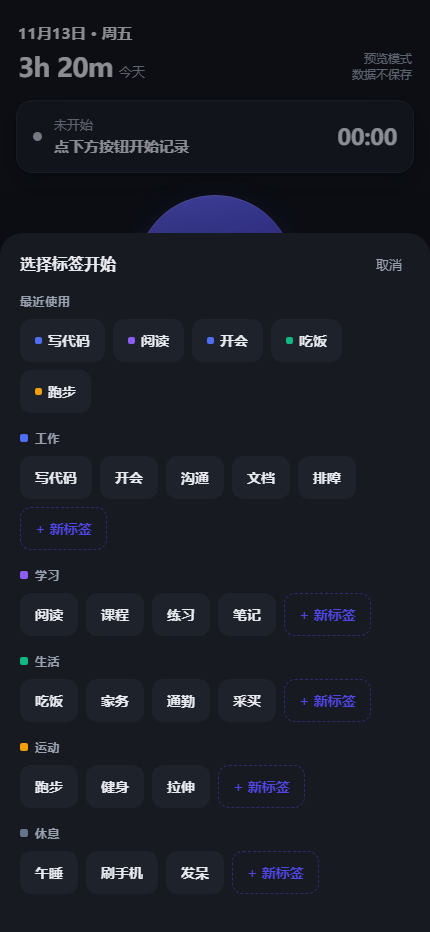 11月13日 • 周五
3h 20m 今天
预览模式
数据不保存
未开始
点下方按钮开始记录
00:00
选择标签开始
取消
最近使用
写代码 阅读 开会 吃饭
跑步
工作
写代码 开会 沟通 文档 排障
+ 新标签
学习
阅读 课程 练习 笔记 + 新标签
生活
吃饭 家务 通勤 采买 + 新标签
运动
跑步 健身 拉伸 + 新标签
休息
午睡 刷手机 发呆 + 新标签